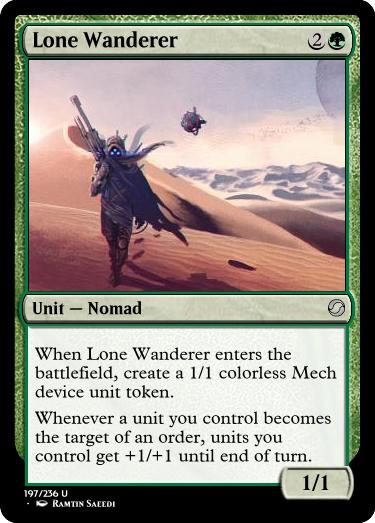 Lone Wanderer 2
Unit — Nomad
When Lone Wanderer enters the
battlefield, create a 1/1 colorless Mech
device unit token.
Whenever a unit you control becomes
the target of an order, units you
control get +1/+1 until end of turn.
1/1
197/236 U
· Ramtin Saeedi